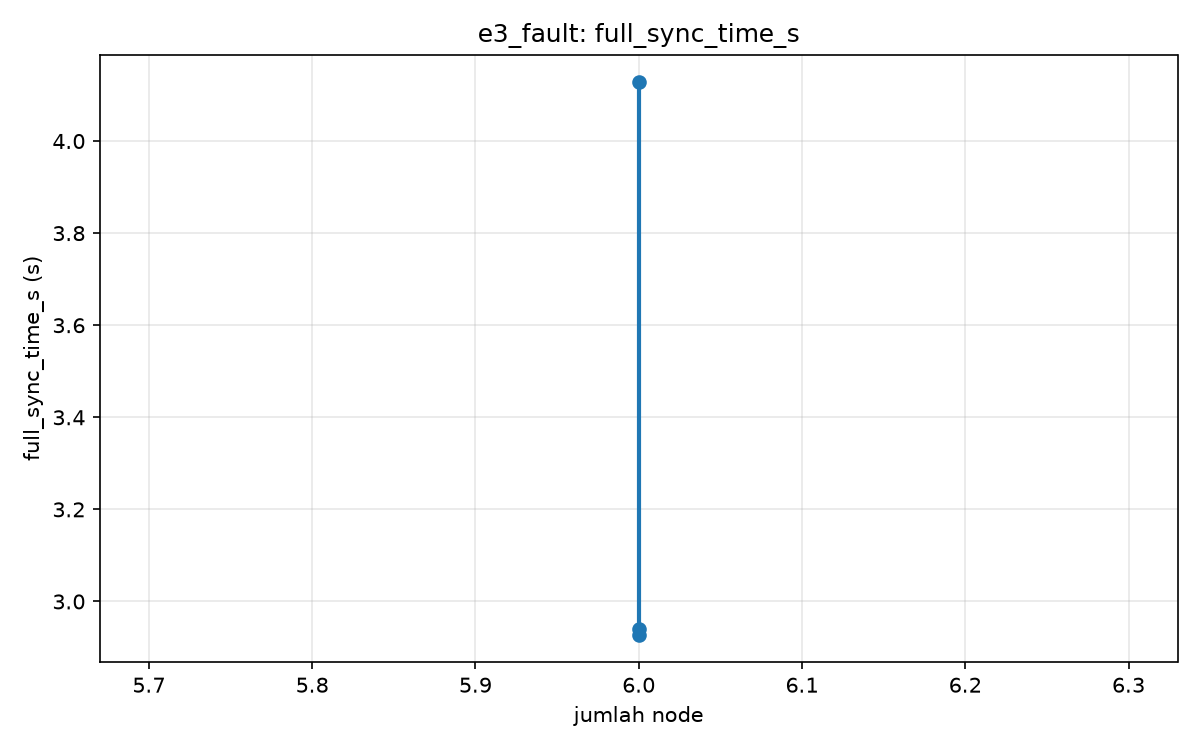 e3_fault: full_sync_time_s
full_sync_time_s (s)
4.0
3.8
3.6
3.4
3.2
3.0
5.7 5.8 5.9 6.0 6.1 6.2 6.3
jumlah node